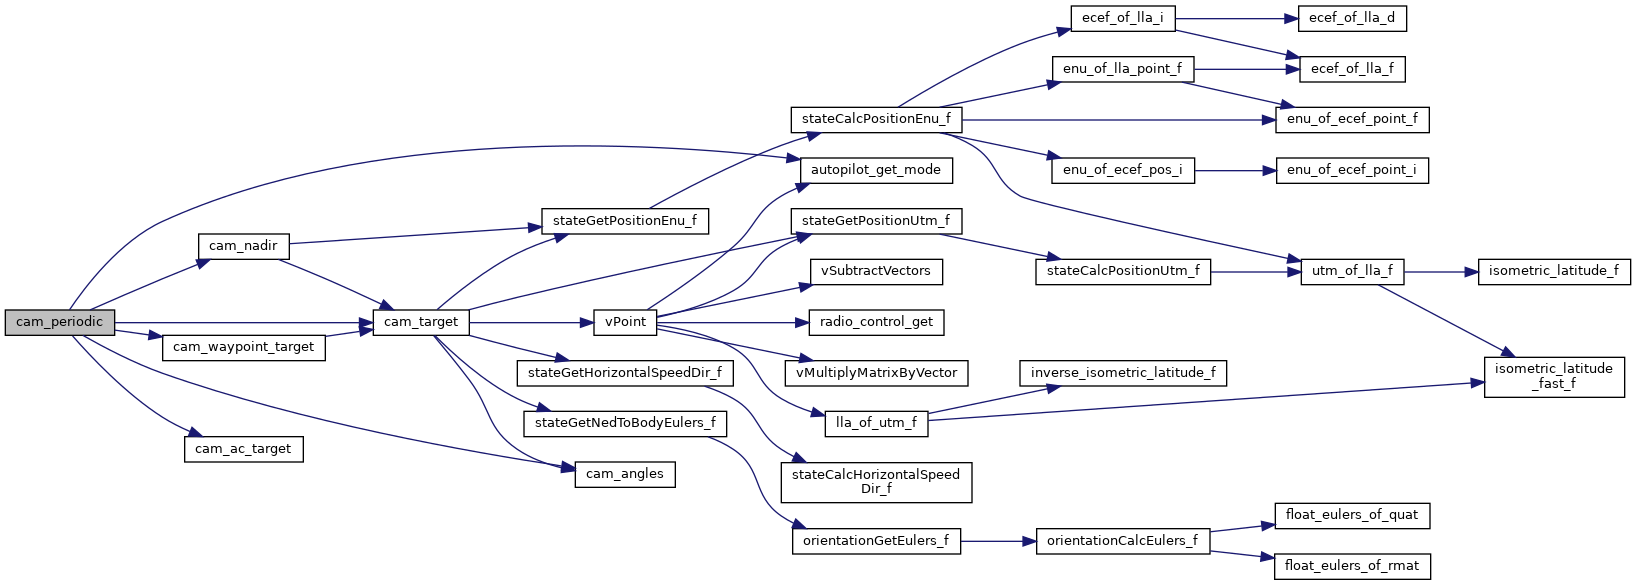 cam_periodic
cam_nadir
cam_waypoint_target
cam_ac_target
cam_target
stateGetPositionEnu_f
vPoint
stateGetHorizontalSpeedDir_f
stateGetNedToBodyEulers_f
cam_angles
stateCalcPositionEnu_f
autopilot_get_mode
stateGetPositionUtm_f
vSubtractVectors
radio_control_get
vMultiplyMatrixByVector
lla_of_utm_f
stateCalcHorizontalSpeed
Dir_f
orientationGetEulers_f
ecef_of_lla_i
enu_of_lla_point_f
enu_of_ecef_pos_i
stateCalcPositionUtm_f
inverse_isometric_latitude_f
orientationCalcEulers_f
ecef_of_lla_d
ecef_of_lla_f
enu_of_ecef_point_f
enu_of_ecef_point_i
utm_of_lla_f
float_eulers_of_quat
float_eulers_of_rmat
isometric_latitude_f
isometric_latitude
_fast_f